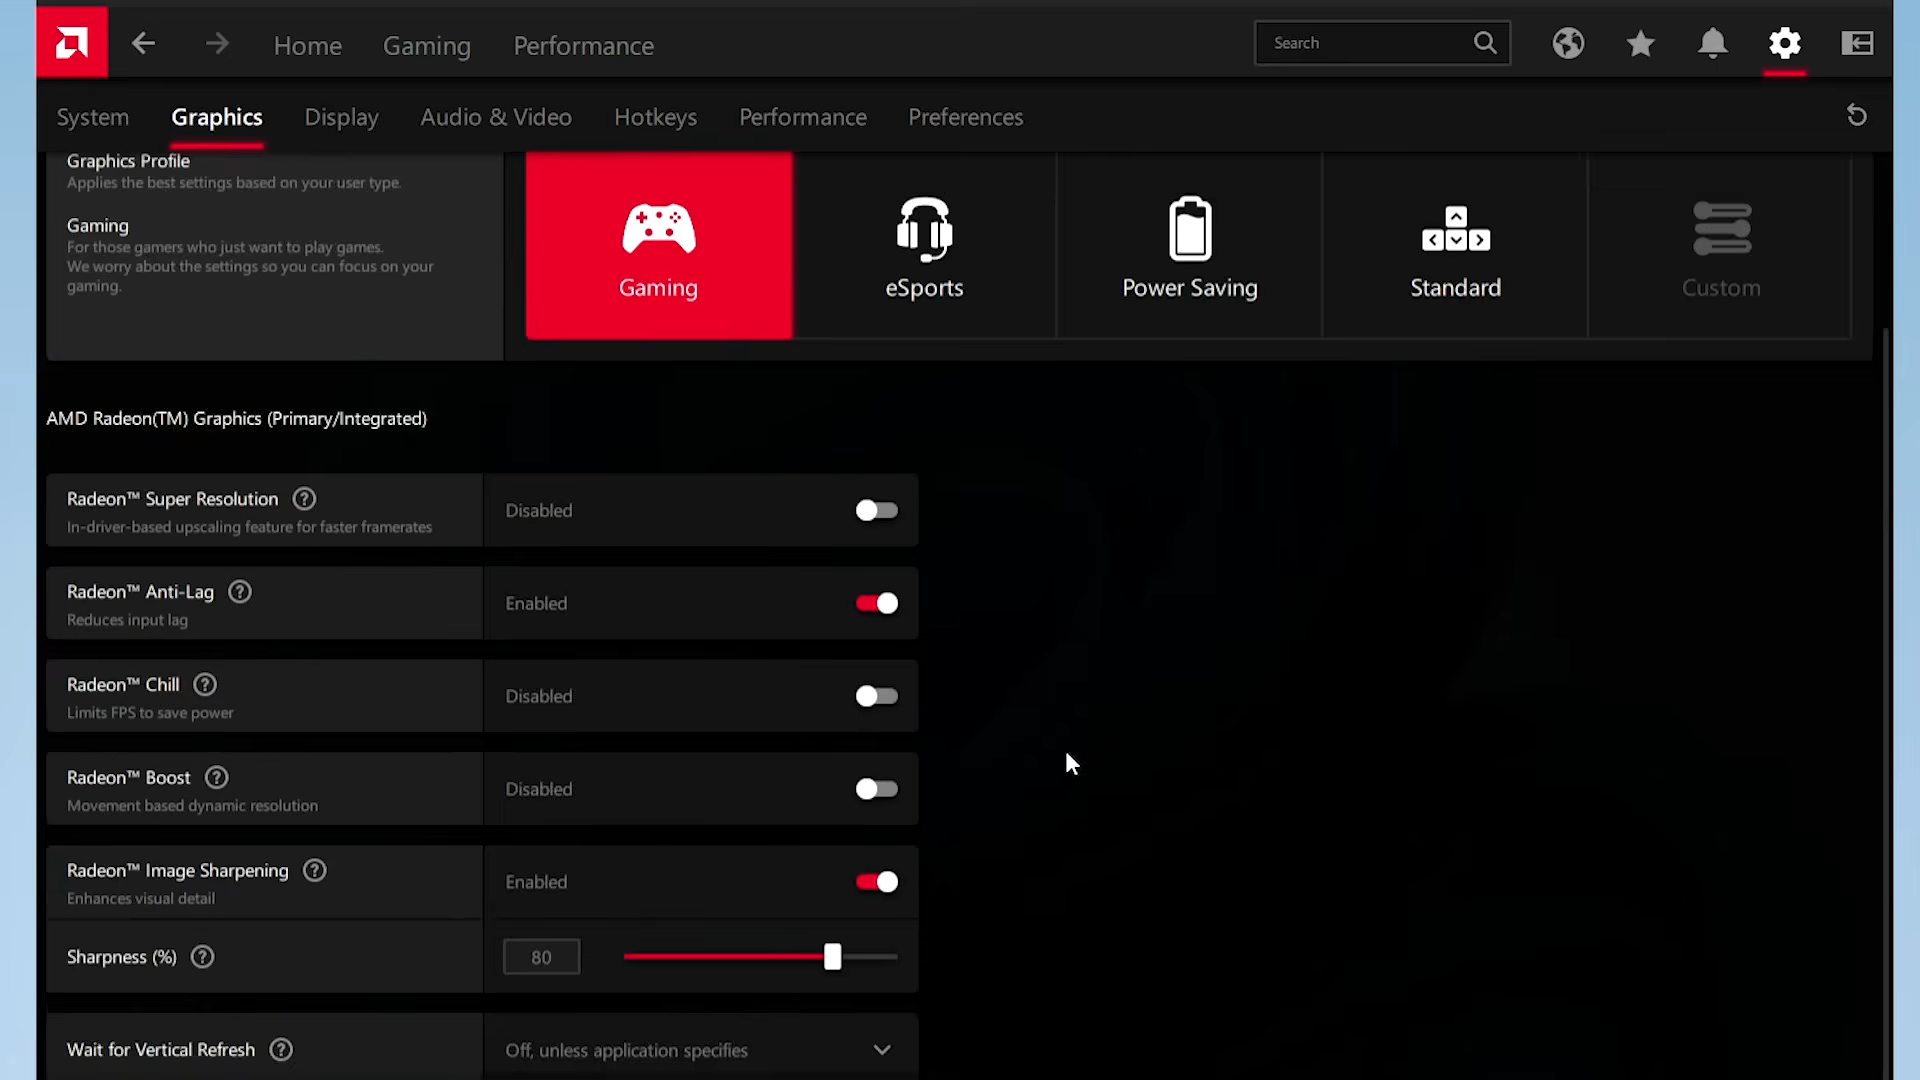 Home Gaming Performance Search
System Graphics Display Audio & Video Hotkeys Performance Preferences
Graphics Profile
Applies the best settings based on your user type.
Gaming
For those gamers who just want to play games.
We worry about the settings so you can focus on your
gaming.
Gaming eSports Power Saving Standard Custom
AMD Radeon(TM) Graphics (Primary/Integrated)
Radeon™ Super Resolution ?
In-driver-based upscaling feature for faster framerates
Disabled
Radeon™ Anti-Lag ?
Reduces input lag
Enabled
Radeon™ Chill ?
Limits FPS to save power
Disabled
Radeon™ Boost ?
Movement based dynamic resolution
Disabled
Radeon™ Image Sharpening ?
Enhances visual detail
Enabled
Sharpness (%) ? 80
Wait for Vertical Refresh ? Off, unless application specifies